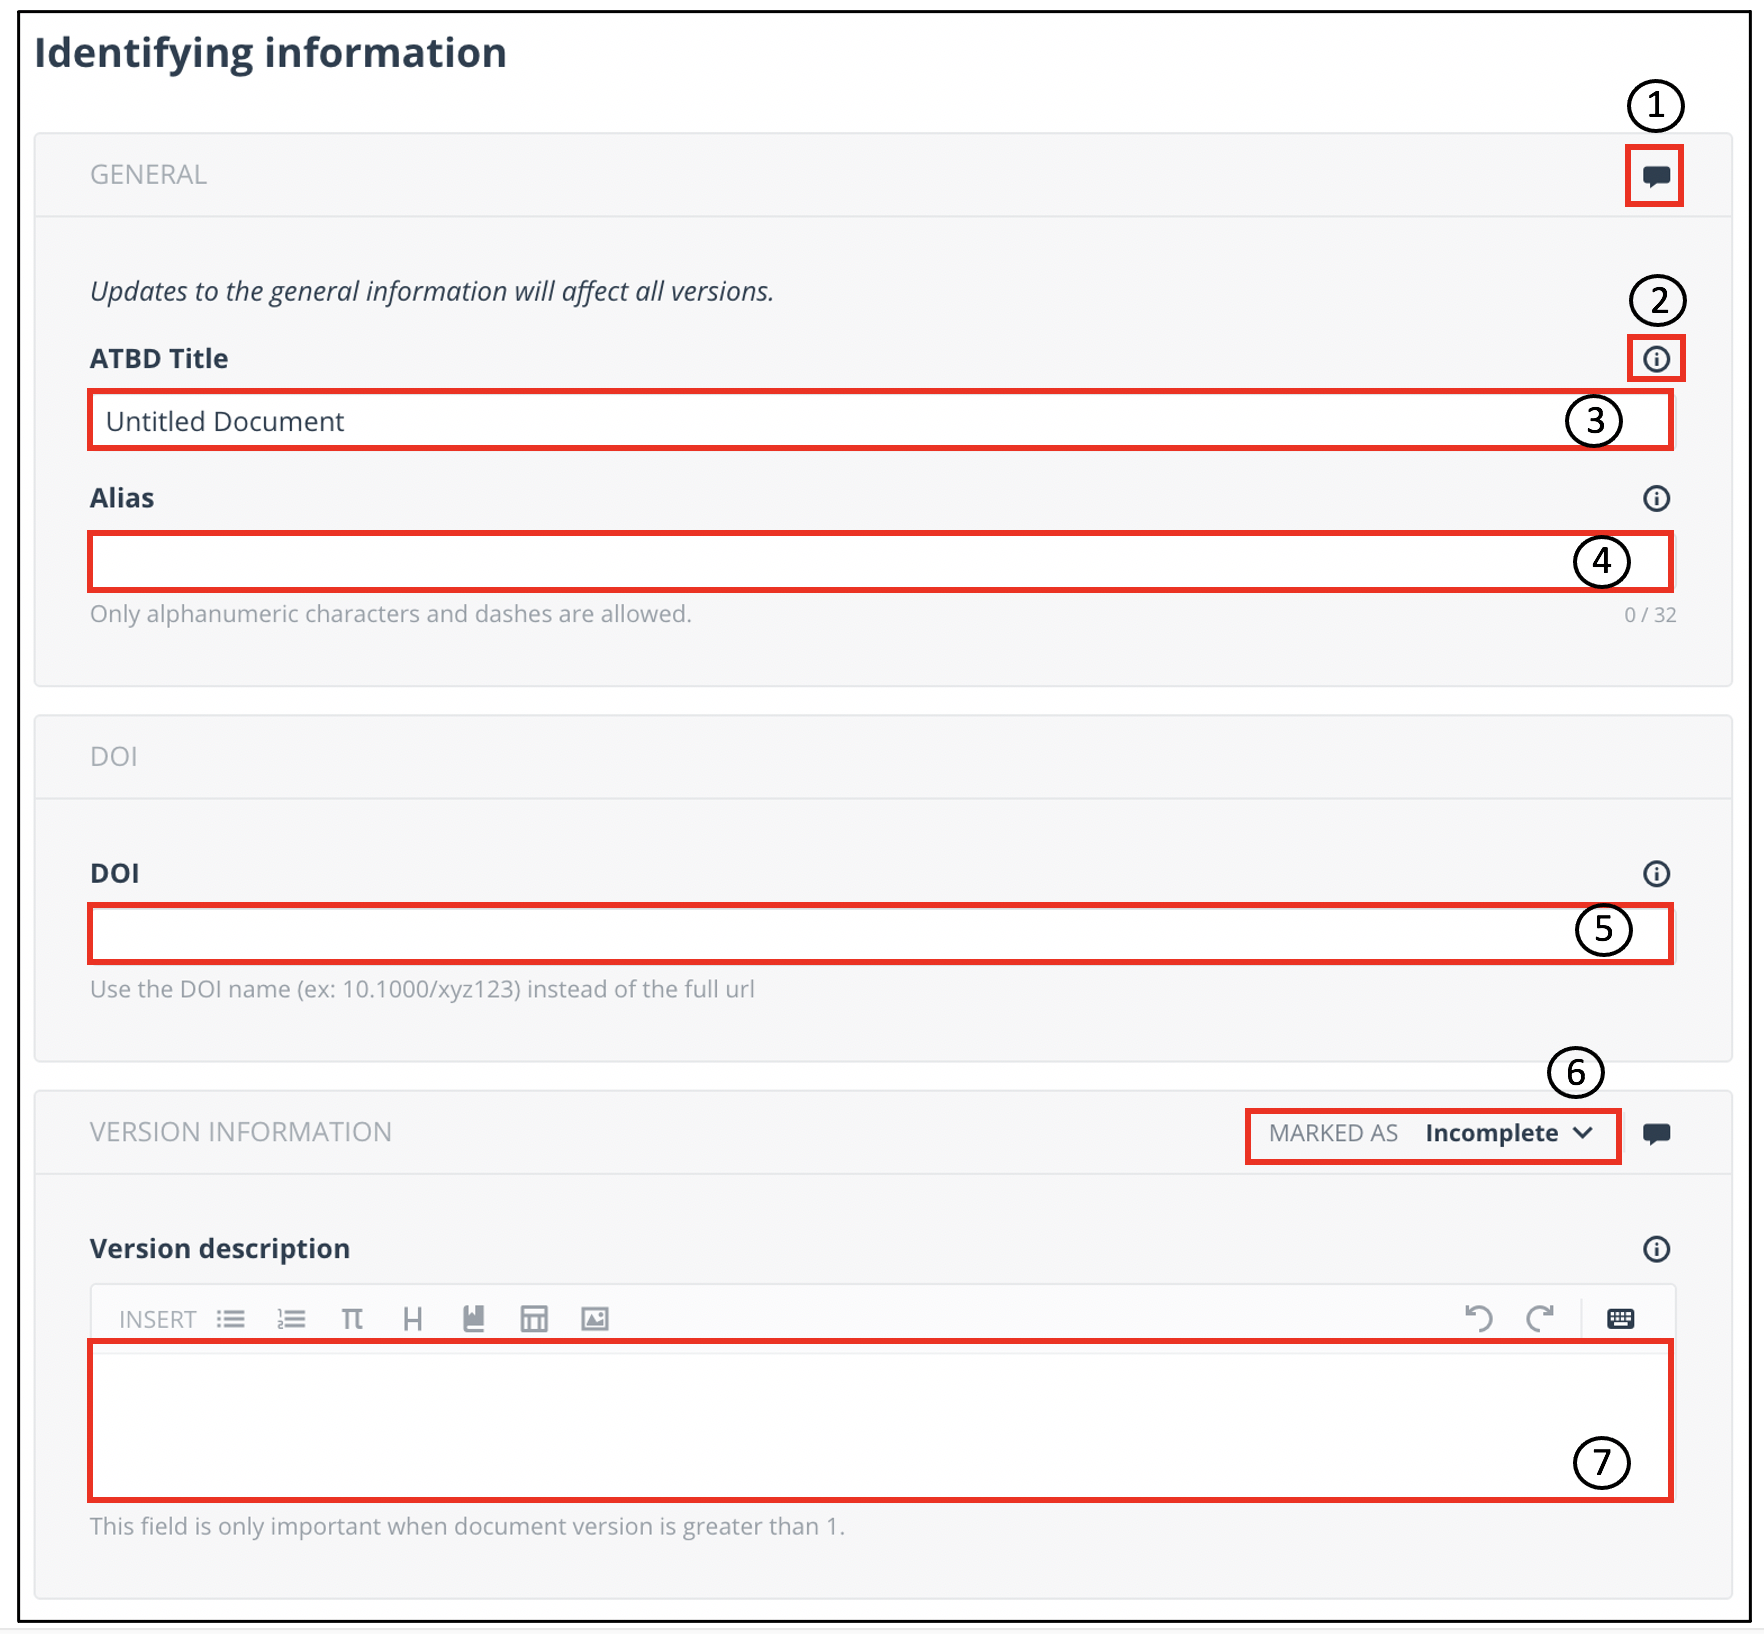 Identifying information
1
GENERAL
Updates to the general information will affect all versions.
2
ATBD Title
Untitled Document
3
Alias
4
Only alphanumeric characters and dashes are allowed.
0 / 32
DOI
DOI
5
Use the DOI name (ex: 10.1000/xyz123) instead of the full url
6
VERSION INFORMATION
MARKED AS Incomplete
Version description
INSERT
7
This field is only important when document version is greater than 1.